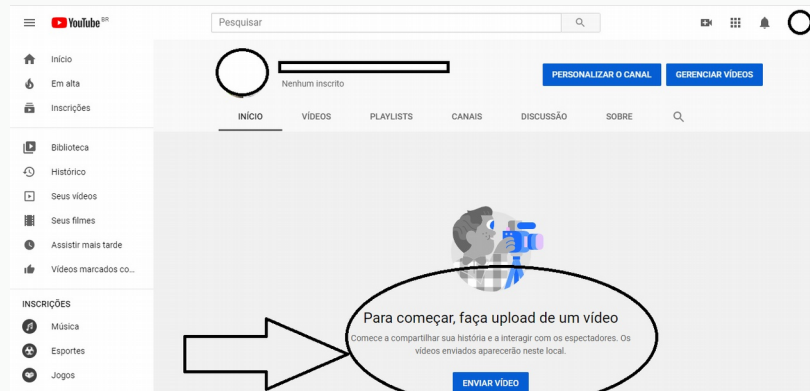 YouTube BR
Pesquisar
Início
Em alta
Inscrições
Biblioteca
Histórico
Seus vídeos
Seus filmes
Assistir mais tarde
Vídeos marcados co...
INSCRIÇÕES
Música
Esportes
Jogos
Nenhum inscrito
PERSONALIZAR O CANAL
GERENCIAR VÍDEOS
INÍCIO
VÍDEOS
PLAYLISTS
CANAIS
DISCUSSÃO
SOBRE
Para começar, faça upload de um vídeo
Comece a compartilhar sua história e a interagir com os espectadores. Os
vídeos enviados aparecerão neste local.
ENVIAR VÍDEO